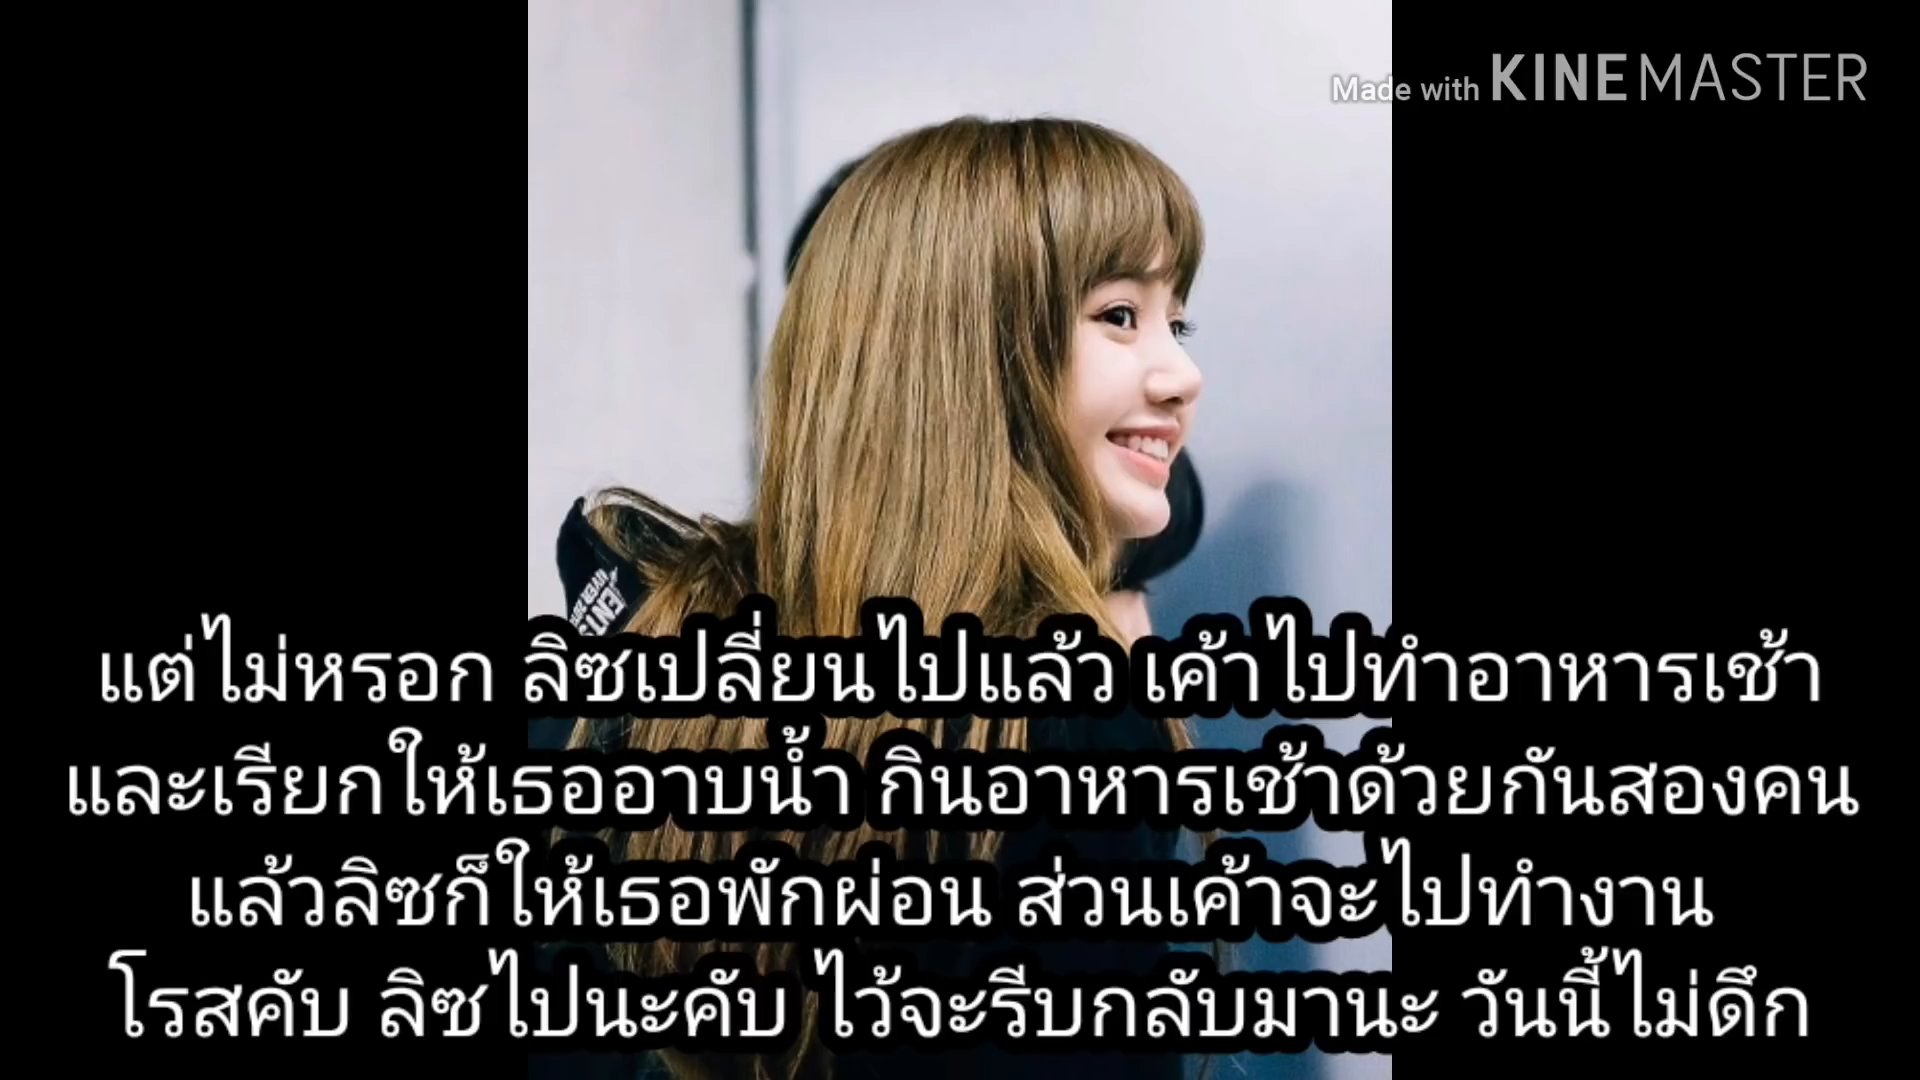 Made with KINEMASTER
แต่ไม่หรอก ลิซเปลี่ยนไปแล้ว เค้าไปทำอาหารเช้า
และเรียกให้เธออาบน้ำ กินอาหารเช้าด้วยกันสองคน
แล้วลิซก็ให้เธอพักผ่อน ส่วนเค้าจะไปทำงาน
โรสคับ ลิซไปนะคับ ไว้จะรีบกลับมานะ วันนี้ไม่ดึก